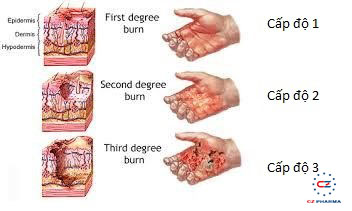 Epidermis
Dermis
Hypodermis
First degree
burn
Cấp độ 1
Second degree
burn
Cấp độ 2
Third degree
burn
Cấp độ 3
CZ
CZ PHARMA